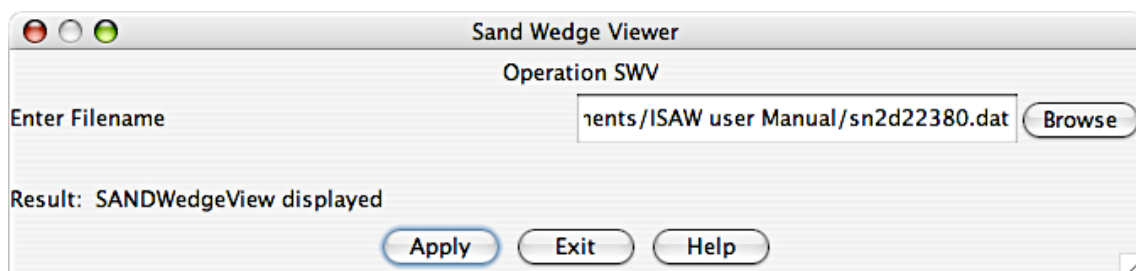 Sand Wedge Viewer
Operation SWV
Enter Filename
nents/ISAW user Manual/sn2d22380.dat Browse
Result: SANDWedgeView displayed
Apply Exit Help